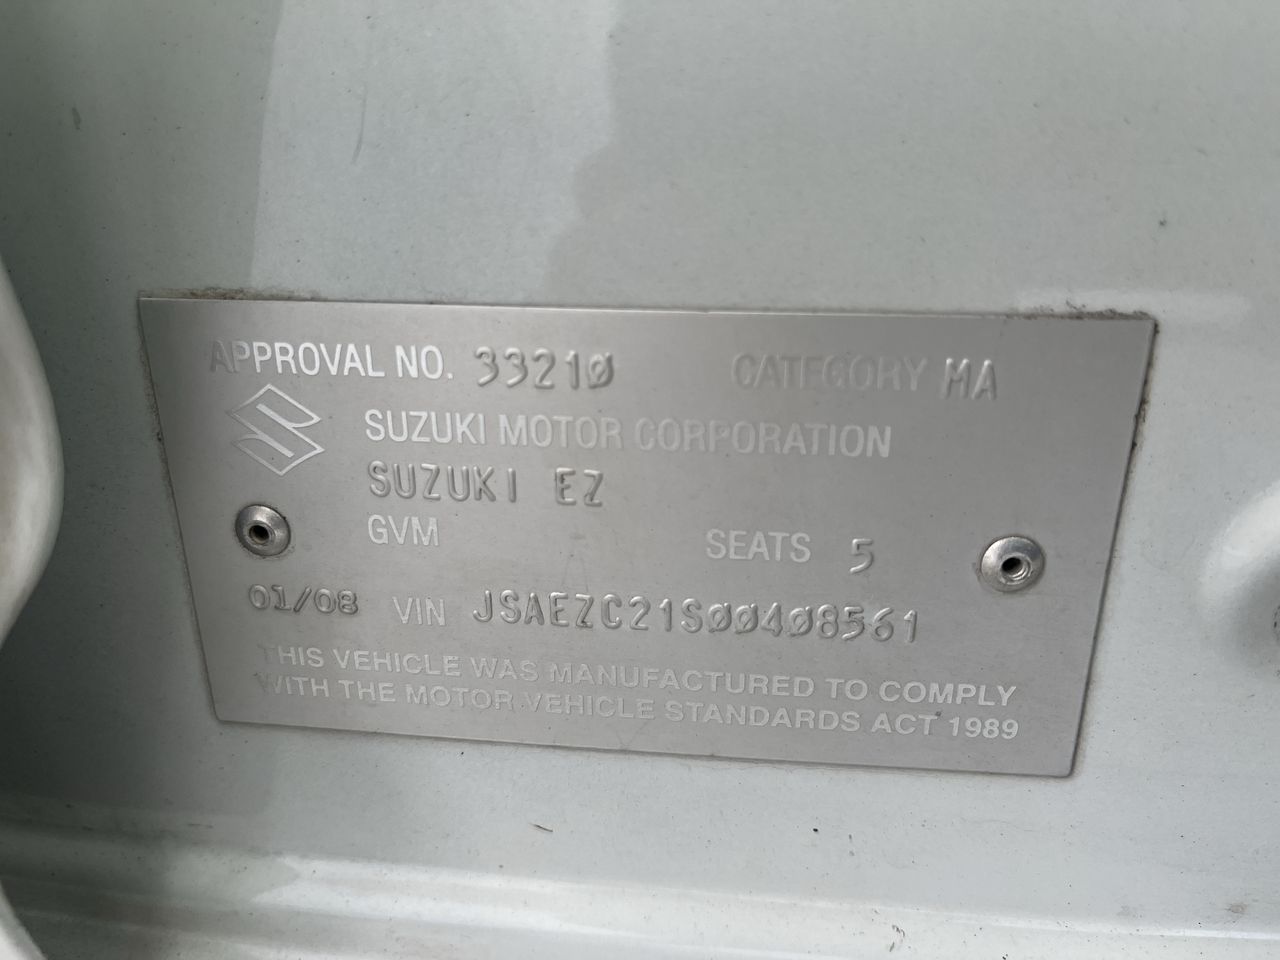 APPROVAL NO. 33210 CATEGORY MA
SUZUKI MOTOR CORPORATION
SUZUKI EZ
GVM SEATS 5
01/08 VIN JSAEZC21S00408561
THIS VEHICLE WAS MANUFACTURED TO COMPLY
WITH THE MOTOR VEHICLE STANDARDS ACT 1989